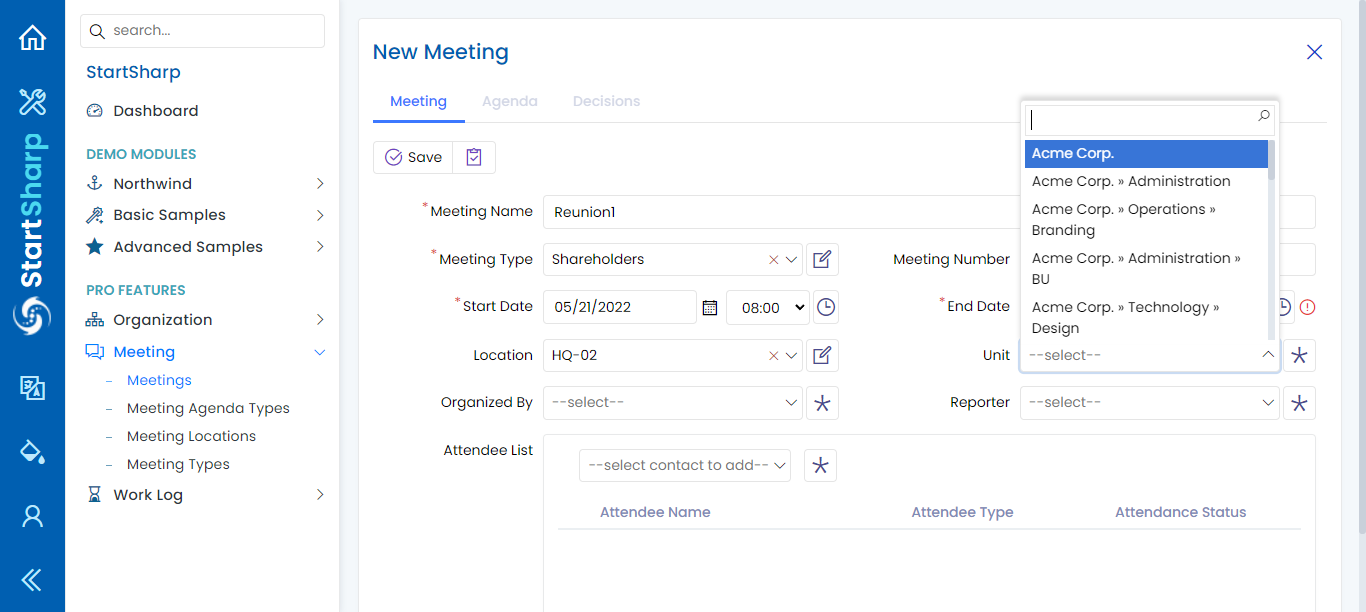 search...
StartSharp
Dashboard
DEMO MODULES
Northwind
Basic Samples
Advanced Samples
PRO FEATURES
Organization
Meeting
Meetings
Meeting Agenda Types
Meeting Locations
Meeting Types
Work Log
StartSharp
New Meeting
Meeting Agenda Decisions
Save
*Meeting Name Reunion1
*Meeting Type Shareholders
Meeting Number
*Start Date 05/21/2022 08:00
*End Date
Location HQ-02
Unit --select--
Acme Corp.
Acme Corp. » Administration
Acme Corp. » Operations »
Branding
Acme Corp. » Administration »
BU
Acme Corp. » Technology »
Design
Organized By --select--
Reporter --select--
Attendee List
--select contact to add--
Attendee Name Attendee Type Attendance Status